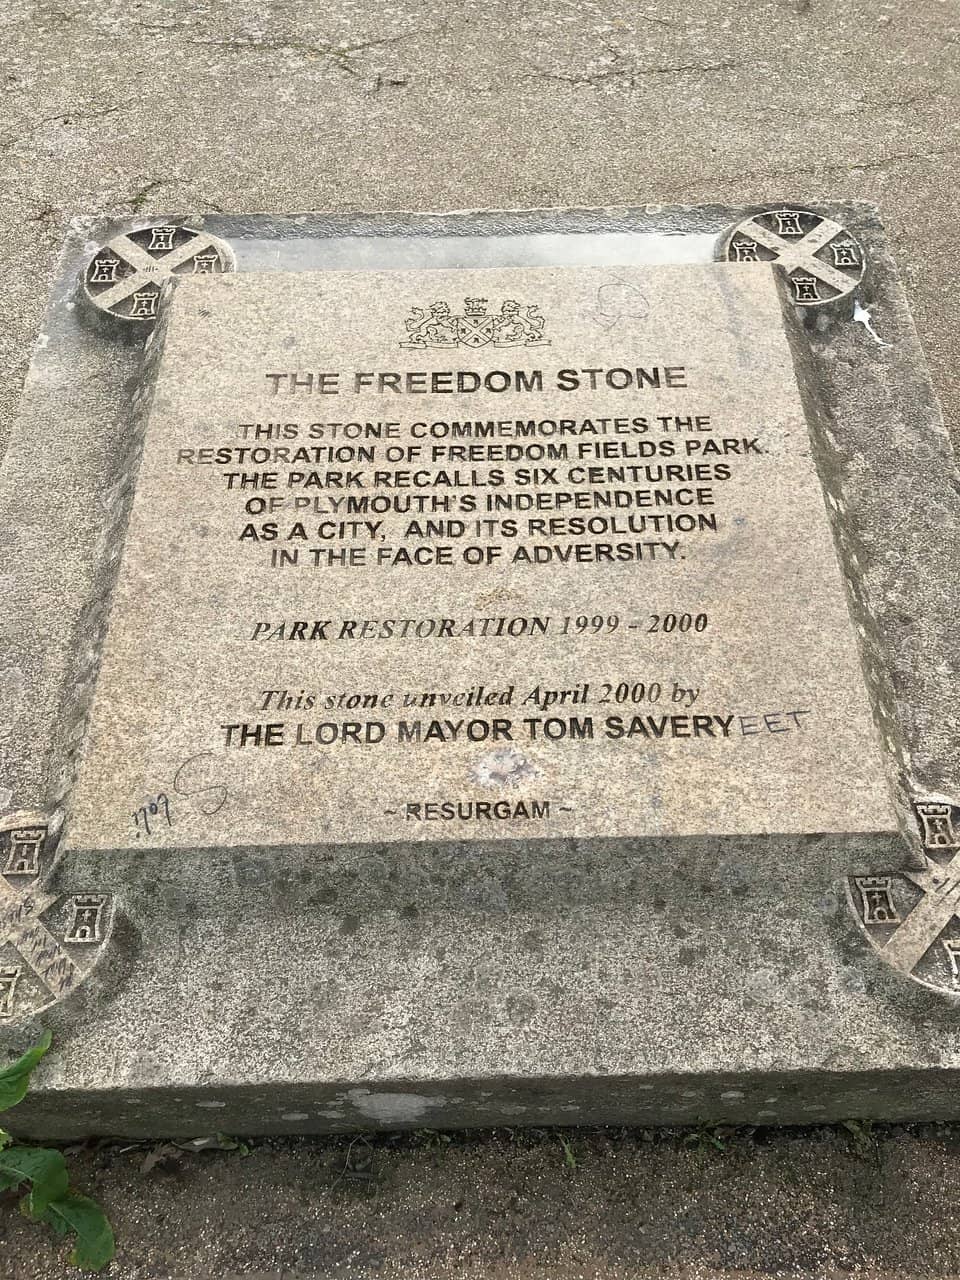 THE FREEDOM STONE
THIS STONE COMMEMORATES THE
RESTORATION OF FREEDOM FIELDS PARK.
THE PARK RECALLS SIX CENTURIES
OF PLYMOUTH'S INDEPENDENCE
AS A CITY, AND ITS RESOLUTION
IN THE FACE OF ADVERSITY.
PARK RESTORATION 1999 - 2000
This stone unveiled April 2000 by
THE LORD MAYOR TOM SAVERYEET
S
~ RESURGAM ~